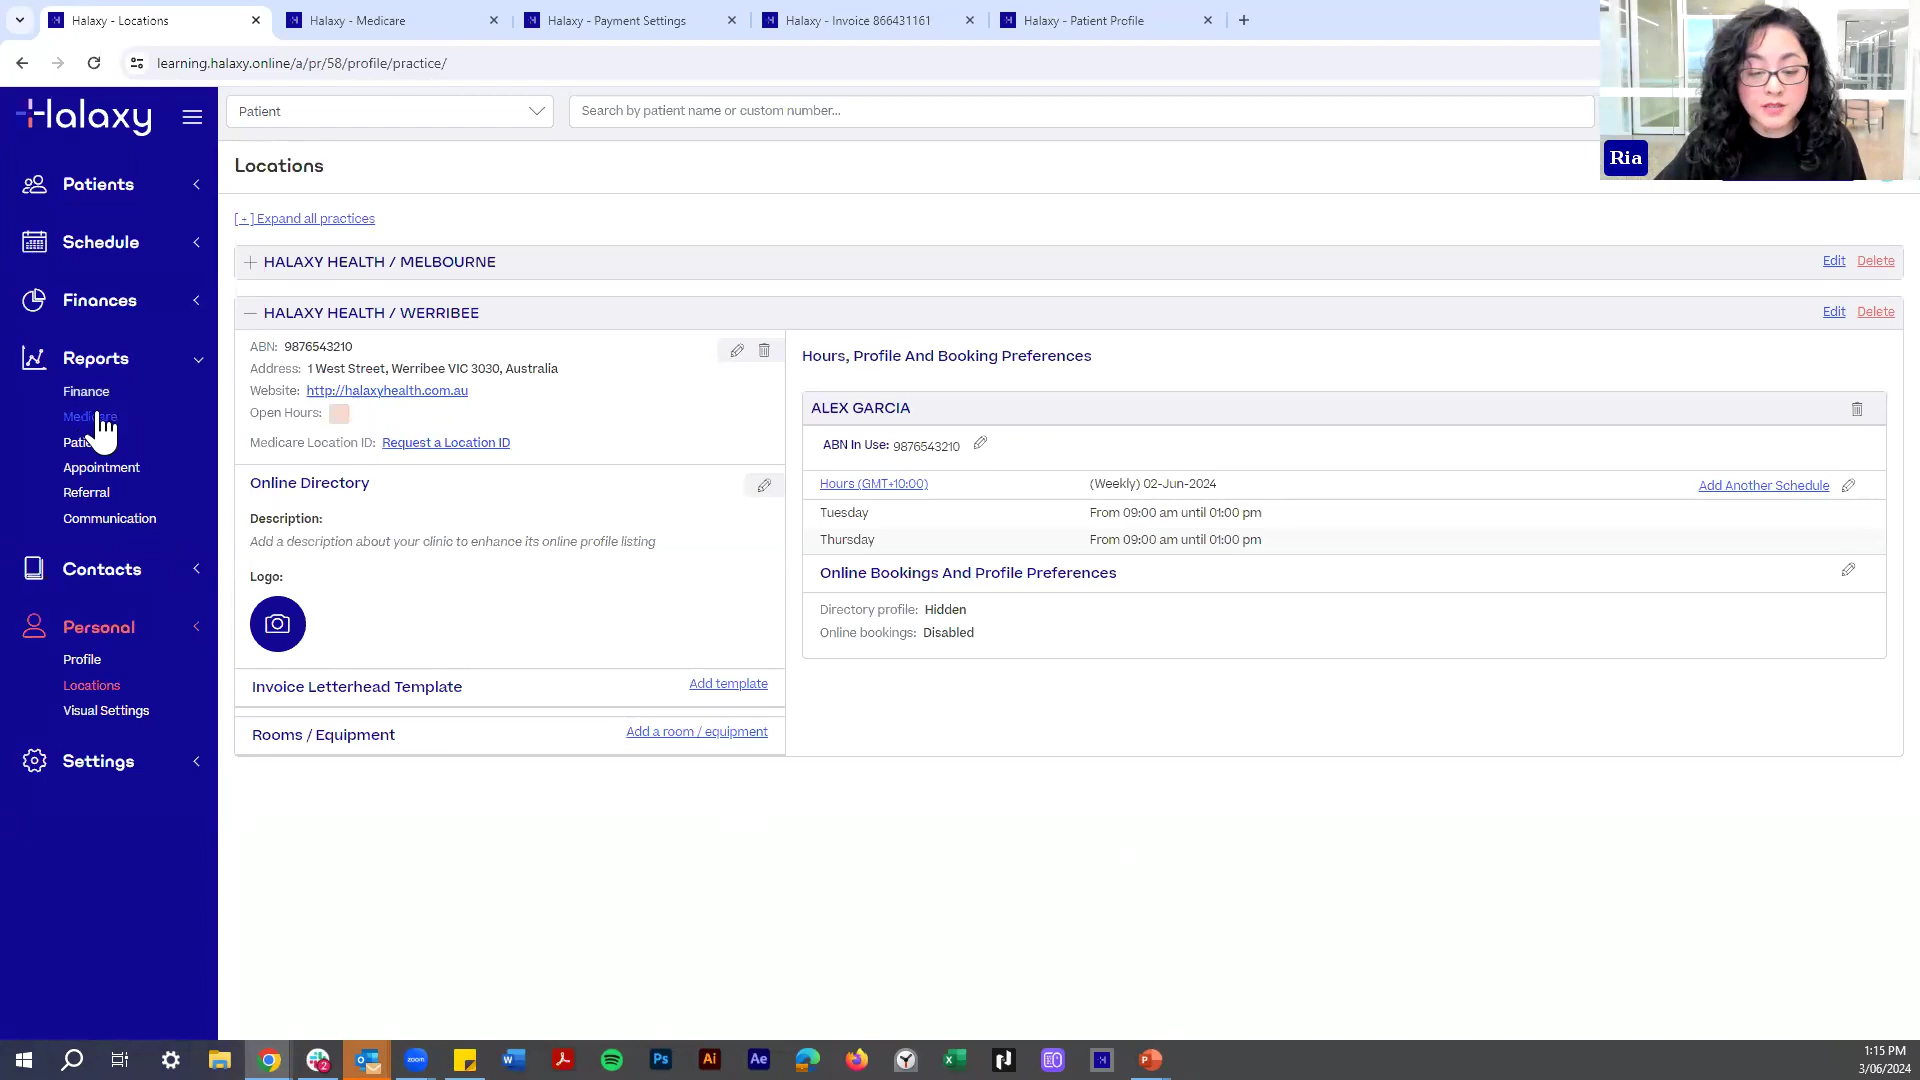 Halaxy - Locations
Halaxy - Medicare
Halaxy - Payment Settings
Halaxy - Invoice 866431161
Halaxy - Patient Profile
learning.halaxy.online/a/pr/58/profile/practice/
Halaxy
Patient
Search by patient name or custom number...
Ria
Patients
Schedule
Finances
Reports
Finance
Medicare
Appointment
Referral
Communication
Contacts
Personal
Profile
Locations
Visual Settings
Settings
Locations
[ + ] Expand all practices
HALAXY HEALTH / MELBOURNE
Edit Delete
HALAXY HEALTH / WERRIBEE
Edit Delete
ABN: 9876543210
Address: 1 West Street, Werribee VIC 3030, Australia
Website: http://halaxyhealth.com.au
Open Hours:
Medicare Location ID: Request a Location ID
Online Directory
Description:
Add a description about your clinic to enhance its online profile listing
Logo:
Invoice Letterhead Template
Add template
Rooms / Equipment
Add a room / equipment
Hours, Profile And Booking Preferences
ALEX GARCIA
ABN In Use: 9876543210
Hours (GMT+10:00)
(Weekly) 02-Jun-2024
Add Another Schedule
Tuesday
From 09:00 am until 01:00 pm
Thursday
From 09:00 am until 01:00 pm
Online Bookings And Profile Preferences
Directory profile: Hidden
Online bookings: Disabled
1:15 PM
3/06/2024